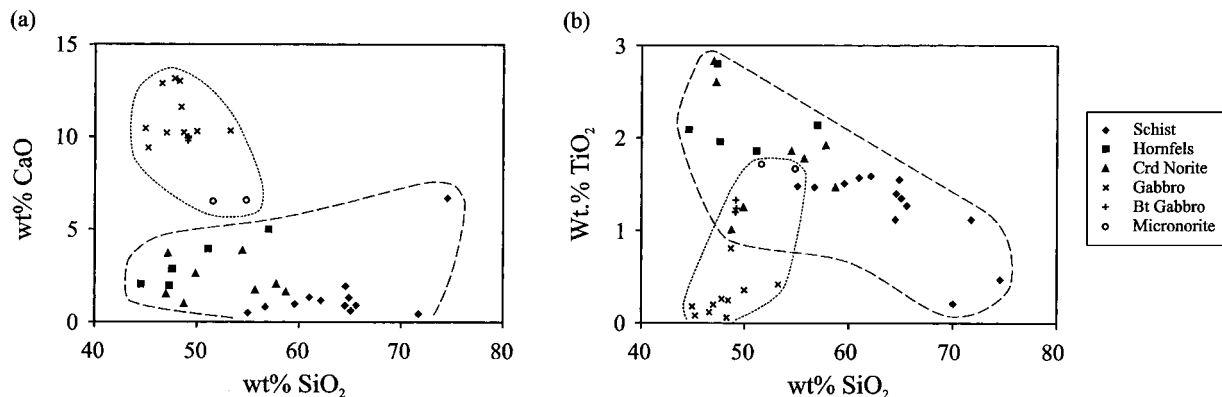 (a)
15
10
5
0
wt% CaO
40 50 60 70 80
wt% SiO₂
(b)
3
2
1
0
Wt.% TiO₂
40 50 60 70 80
wt% SiO₂
Schist
Hornfels
Crd Norite
Gabbro
Bt Gabbro
Micronorite